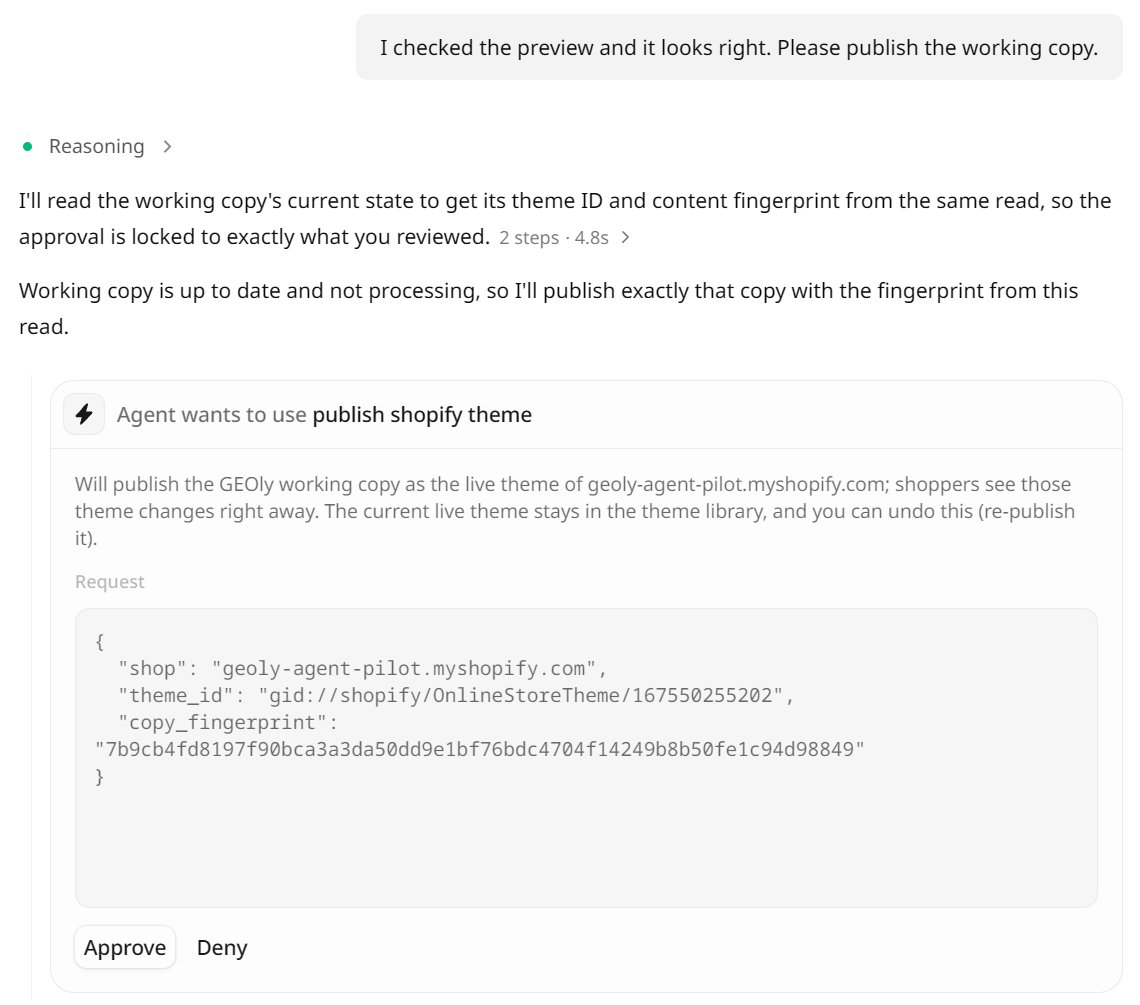 I checked the preview and it looks right. Please publish the working copy.
Reasoning
I'll read the working copy's current state to get its theme ID and content fingerprint from the same read, so the
approval is locked to exactly what you reviewed. 2 steps · 4.8s
Working copy is up to date and not processing, so I'll publish exactly that copy with the fingerprint from this
read.
Agent wants to use publish shopify theme
Will publish the GEOly working copy as the live theme of geoly-agent-pilot.myshopify.com; shoppers see those
theme changes right away. The current live theme stays in the theme library, and you can undo this (re-publish
it).
Request
{
"shop": "geoly-agent-pilot.myshopify.com",
"theme_id": "gid://shopify/OnlineStoreTheme/167550255202",
"copy_fingerprint":
"7b9cb4fd8197f90bca3a3da50dd9e1bf76bdc4704f14249b8b50fe1c94d98849"
}
Approve Deny